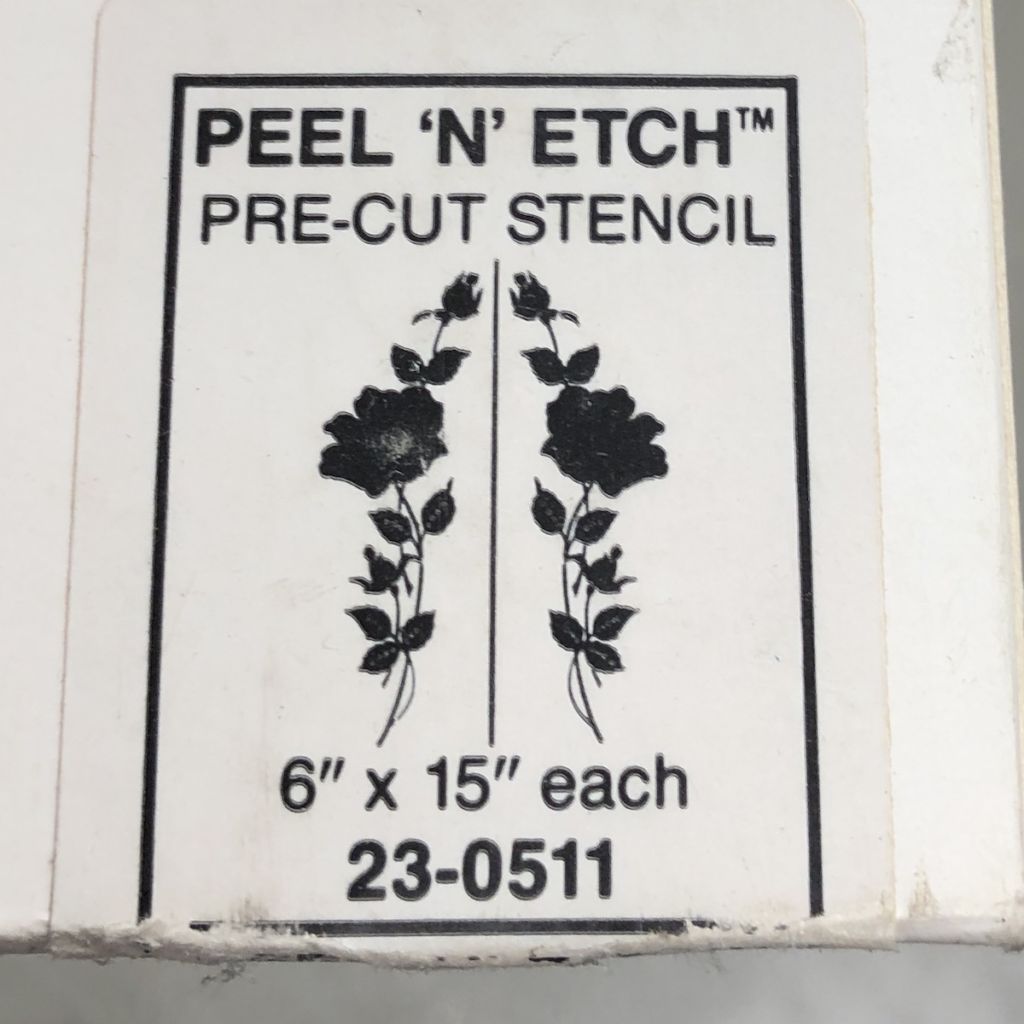 PEEL ‘N’ ETCH™
PRE-CUT STENCIL
6″ x 15″ each
23-0511